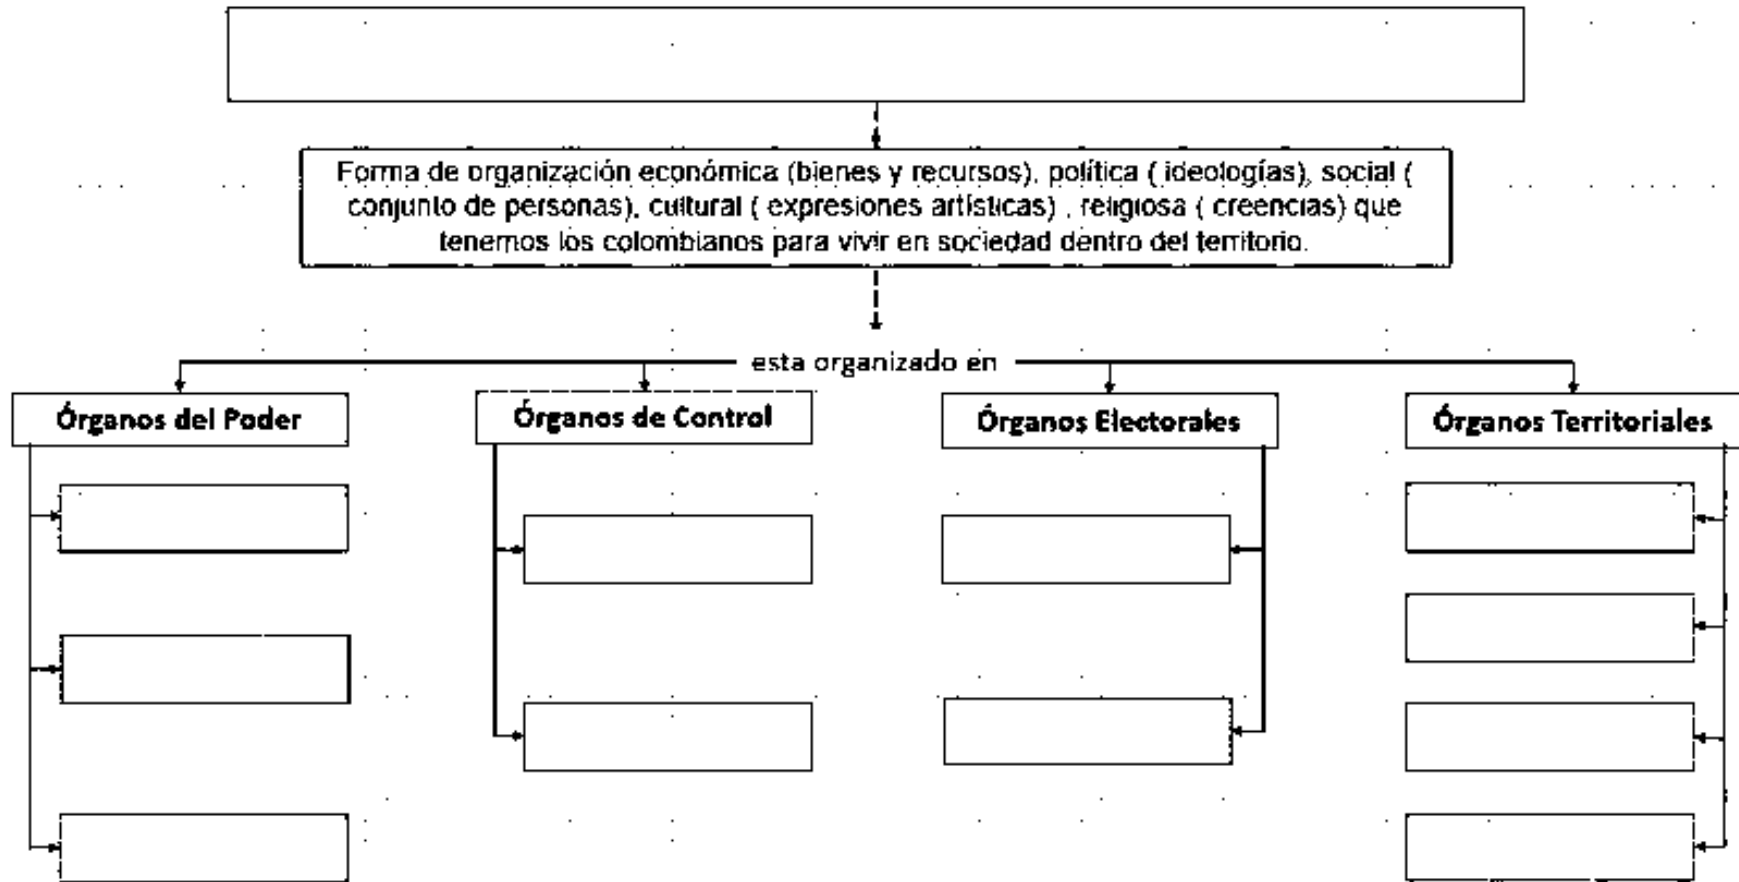 Forma de organización económica (bienes y recursos), política ( ideologías), social (
conjunto de personas), cultural ( expresiones artísticas) , religiosa ( creencias) que
tenemos los colombianos para vivir en sociedad dentro del territorio.
esta organizado en
Órganos del Poder
Órganos de Control
Órganos Electorales
Órganos Territoriales